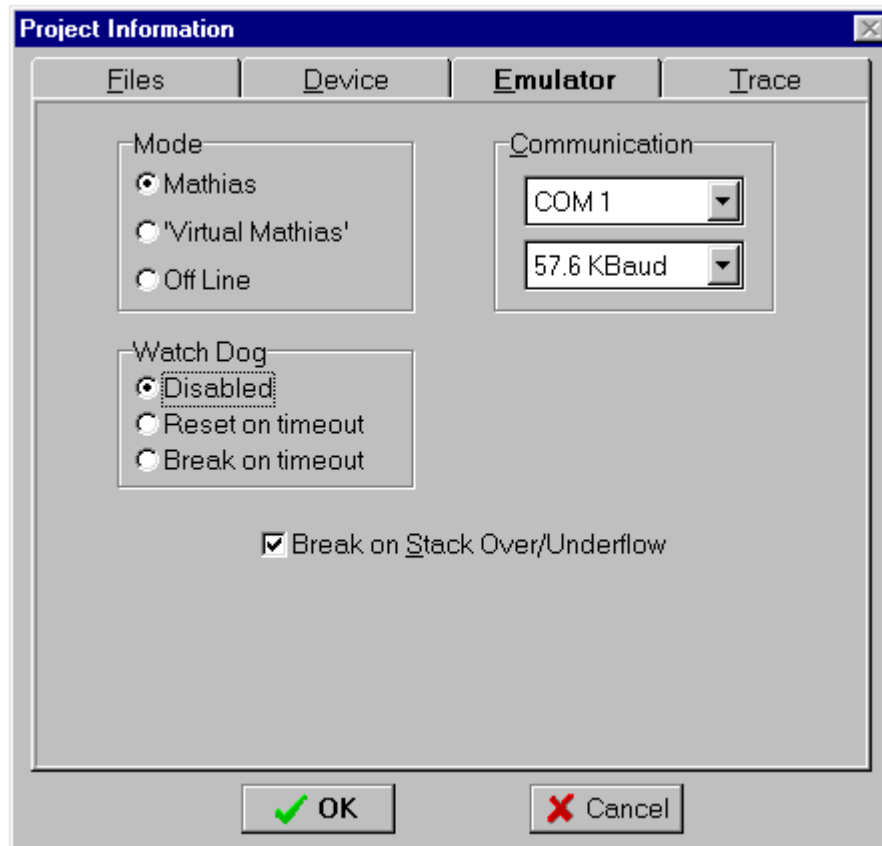 Project Information
Files Device Emulator Trace
Mode
Mathias
'Virtual Mathias'
Off Line
Communication
COM 1
57.6 KBaud
Watch Dog
Disabled
Reset on timeout
Break on timeout
Break on Stack Over/Underflow
OK Cancel